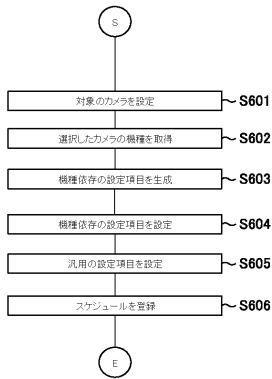 S
対象のカメラを設定 S601
選択したカメラの機種を取得 S602
機種依存の設定項目を生成 S603
機種依存の設定項目を設定 S604
汎用の設定項目を設定 S605
スケジュールを登録 S606
E